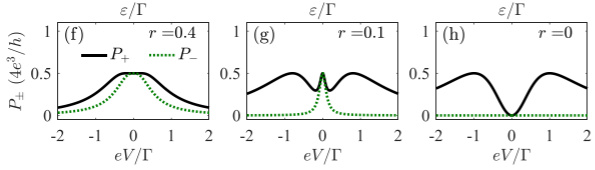 ε/Γ ε/Γ ε/Γ
(f) r = 0.4 (g) r = 0.1 (h) r = 0
P₊ P₋
P± (4e³/h)
1 0.5 0
1 0.5 0
1 0.5 0
-2 -1 0 1 2 -2 -1 0 1 2 -2 -1 0 1 2
eV/Γ eV/Γ eV/Γ